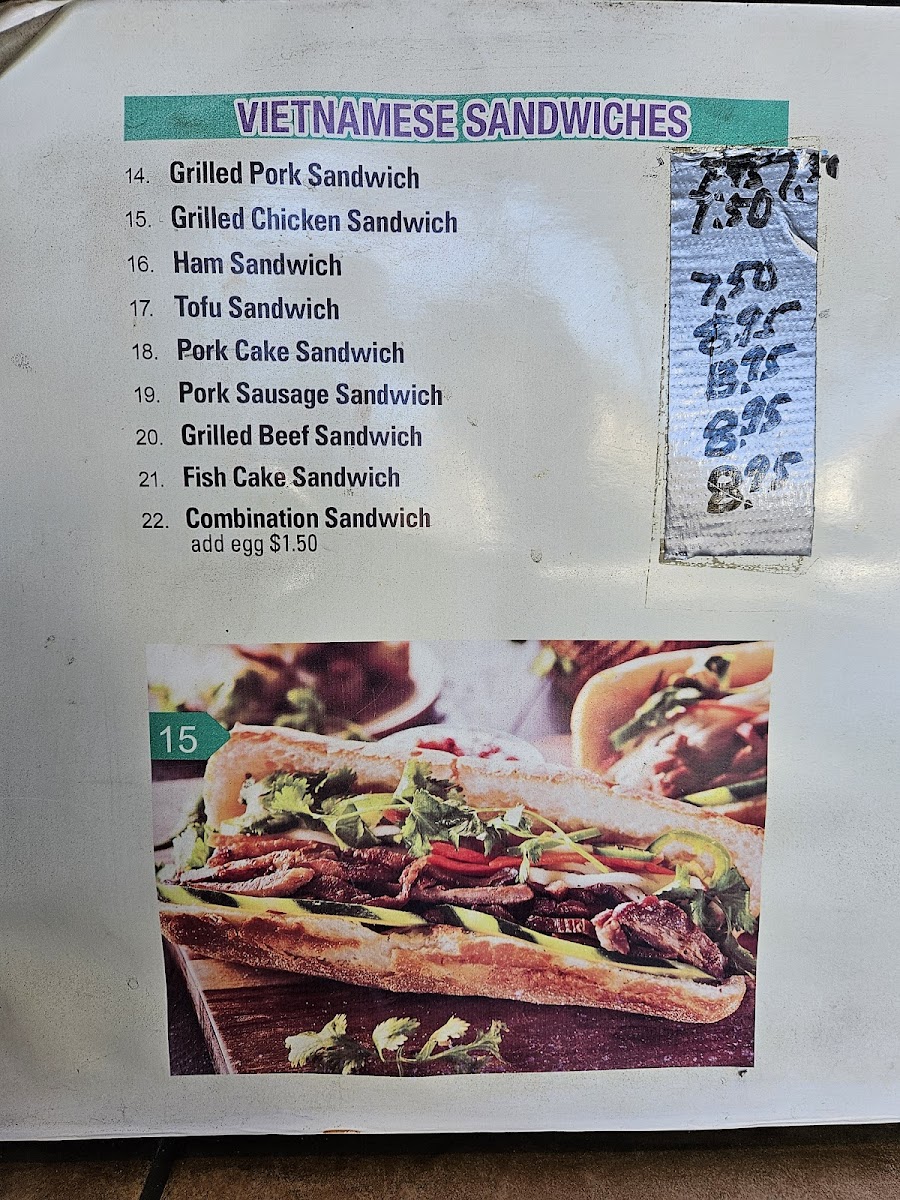 VIETNAMESE SANDWICHES
14. Grilled Pork Sandwich
15. Grilled Chicken Sandwich 7.50
16. Ham Sandwich 7,50
17. Tofu Sandwich 8.95
18. Pork Cake Sandwich
19. Pork Sausage Sandwich 8.95
20. Grilled Beef Sandwich 8.95
21. Fish Cake Sandwich
22. Combination Sandwich
add egg $1.50
15